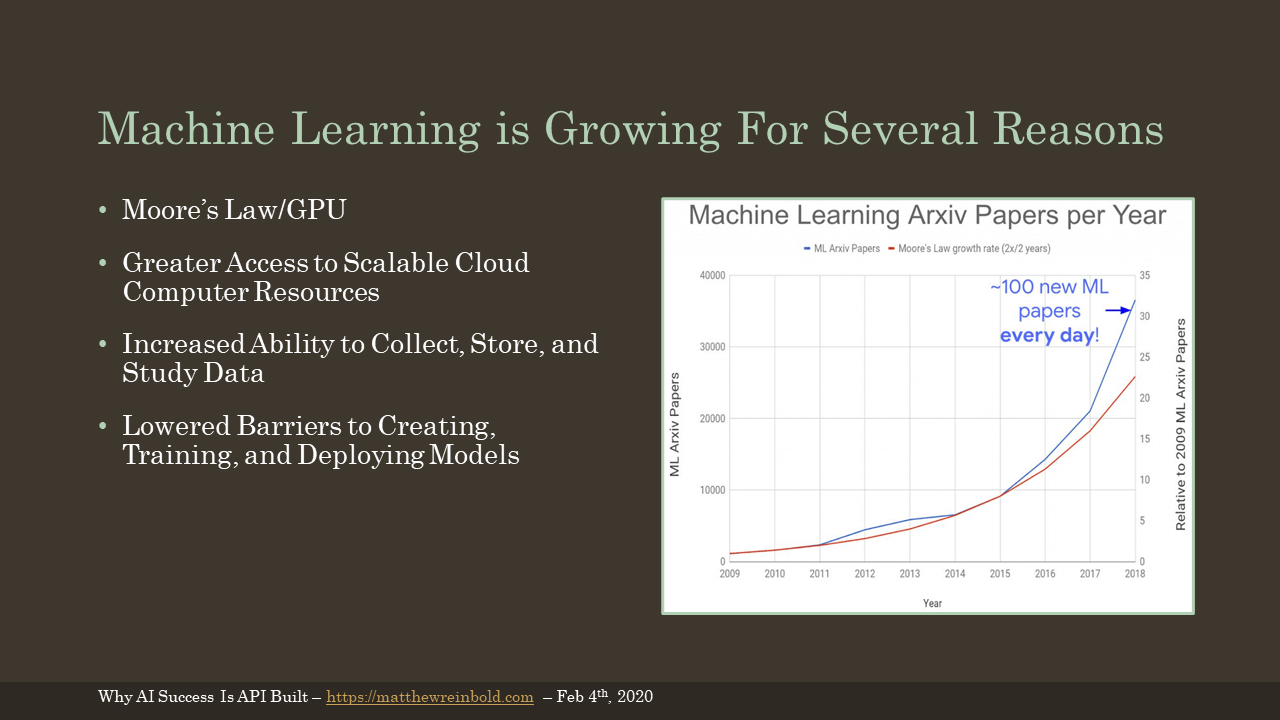 Machine Learning is Growing For Several Reasons
• Moore’s Law/GPU
• Greater Access to Scalable Cloud
Computer Resources
• Increased Ability to Collect, Store, and
Study Data
• Lowered Barriers to Creating,
Training, and Deploying Models
Machine Learning Arxiv Papers per Year
ML Arxiv Papers
Moore's Law growth rate (2x/2 years)
~100 new ML
papers
every day!
ML Arxiv Papers
40000
30000
20000
10000
0
35
30
25
20
15
10
5
0
Relative to 2009 ML Arxiv Papers
2009 2010 2011 2012 2013 2014 2015 2016 2017 2018
Year
Why AI Success Is API Built – https://matthewreinbold.com – Feb 4th, 2020